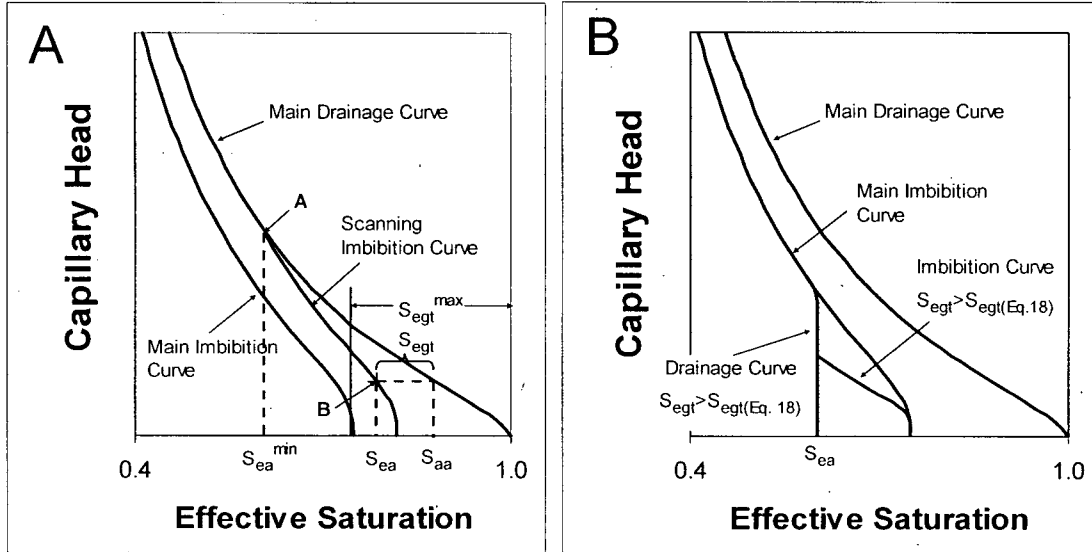 A
Capillary Head
Main Drainage Curve
A
Scanning
Imbibition Curve
S_egt^max
S_egt
Main Imbibition
Curve
B
0.4
S_ea^min
S_ea
S_aa
1.0
Effective Saturation
B
Capillary Head
Main Drainage Curve
Main Imbibition
Curve
Imbibition Curve
S_egt>S_egt(Eq.18)
Drainage Curve
S_egt>S_egt(Eq. 18)
0.4
S_ea
1.0
Effective Saturation